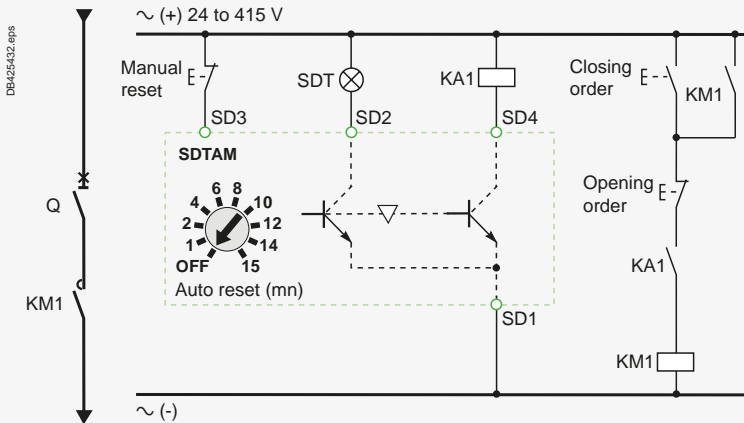 DB425432.eps
∼ (+) 24 to 415 V
Manual
reset
SDT
KA1
Closing
order
KM1
SD3
SD2
SD4
SDTAM
Q
6 8
4 10
2 12
1 14
OFF 15
Auto reset (mn)
Opening
order
KA1
KM1
SD1
KM1
∼ (-)